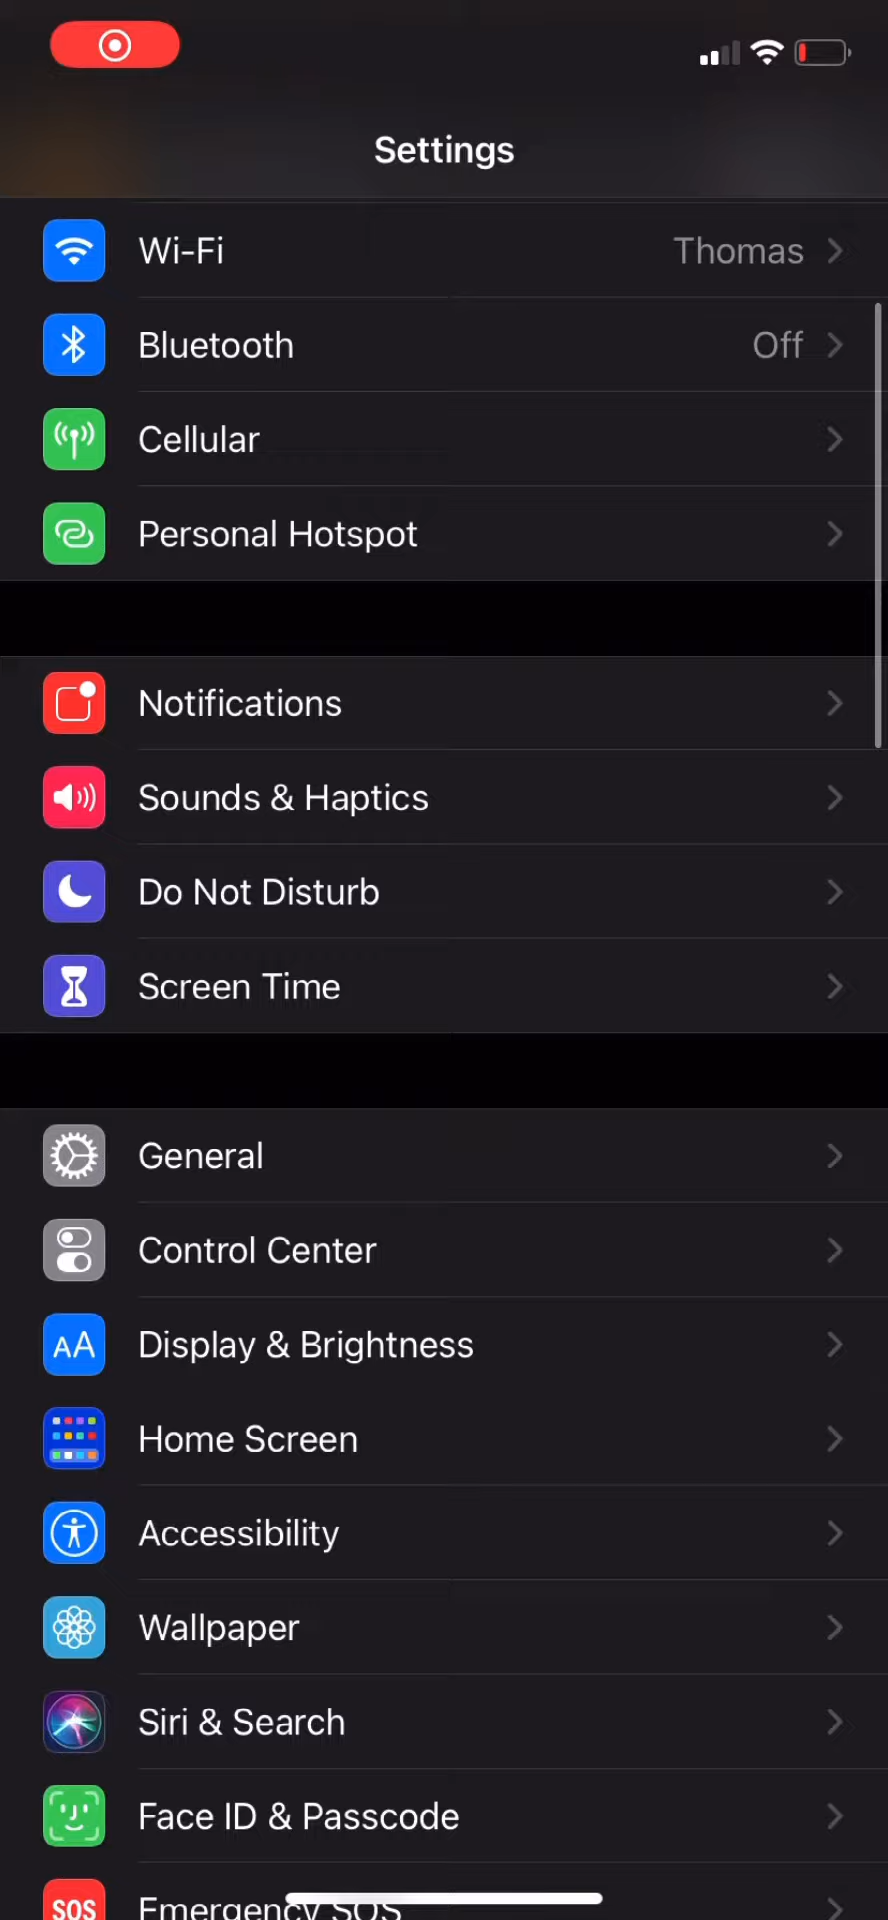 Settings
Wi-Fi Thomas
Bluetooth Off
Cellular
Personal Hotspot
Notifications
Sounds & Haptics
Do Not Disturb
Screen Time
General
Control Center
AA Display & Brightness
Home Screen
Accessibility
Wallpaper
Siri & Search
Face ID & Passcode
SOS Emergency SOS